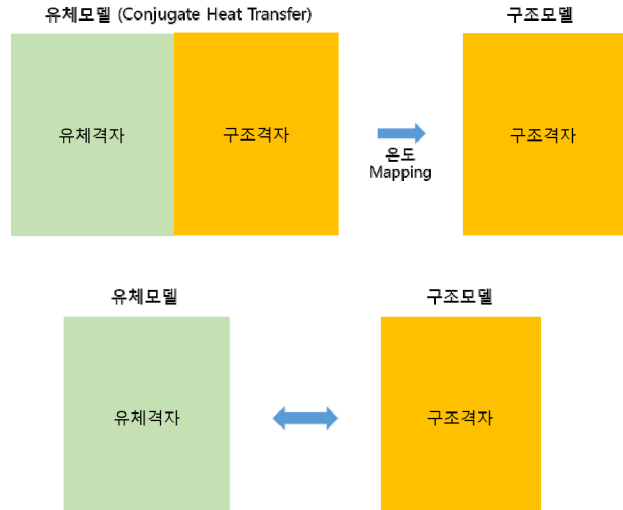 유체모델 (Conjugate Heat Transfer)
구조모델
유체격자
구조격자
온도
Mapping
구조격자
유체모델
구조모델
유체격자
구조격자